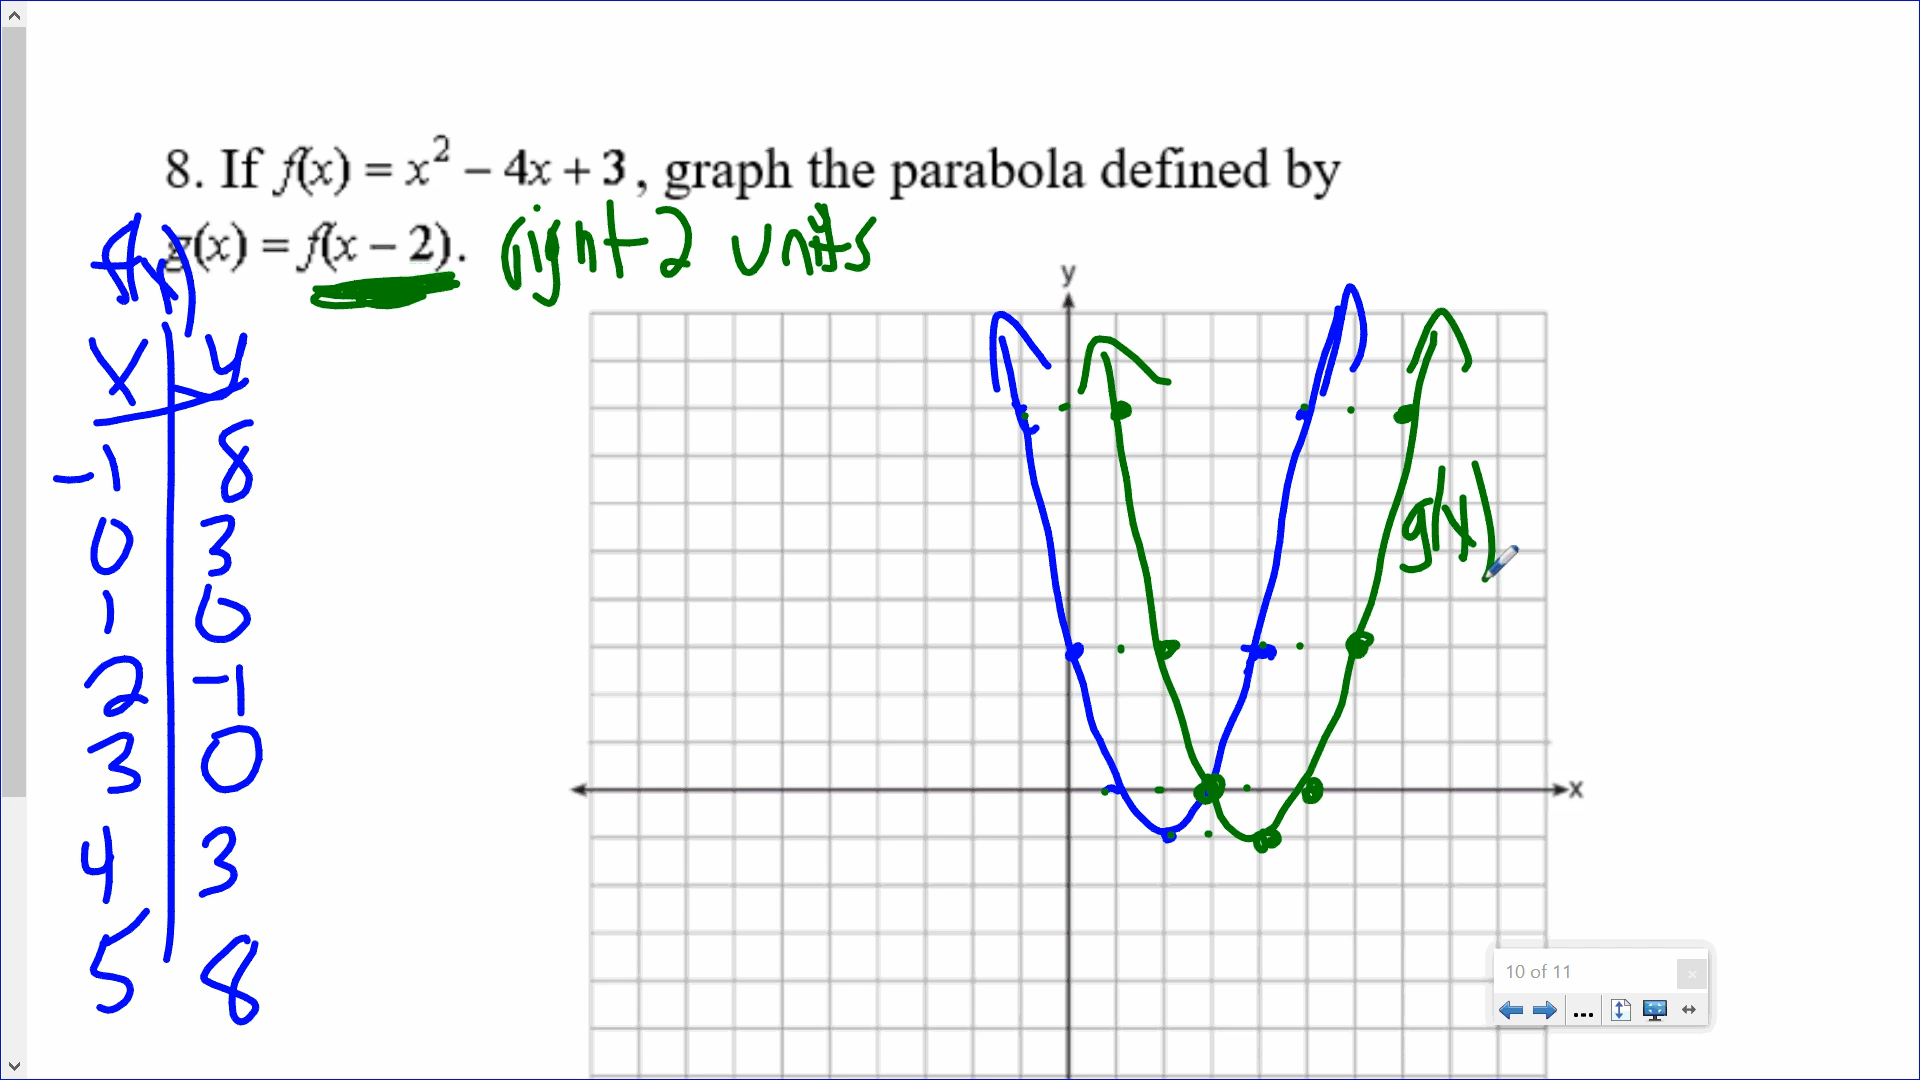 8. If f(x) = x² − 4x + 3, graph the parabola defined by
g(x) = f(x − 2). right 2 units
f(x)
x y
-1 8
0 3
1 0
2 -1
3 0
4 3
5 8
y
g(x)
x
10 of 11